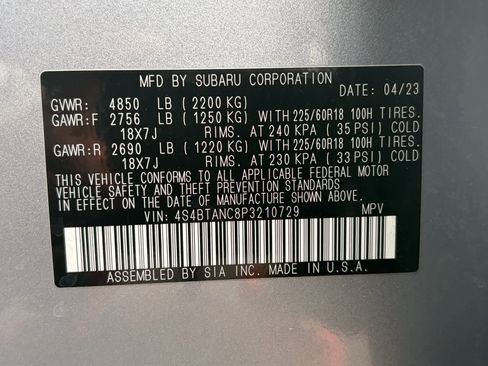 MFD BY SUBARU CORPORATION
DATE: 04/23
GVWR: 4850 LB (2200 KG)
GAWR:F 2756 LB (1250 KG) WITH 225/60R18 100H TIRES.
18X7J RIMS. AT 240 KPA (35 PSI) COLD
GAWR:R 2690 LB (1220 KG) WITH 225/60R18 100H TIRES.
18X7J RIMS. AT 230 KPA (33 PSI) COLD
THIS VEHICLE CONFORMS TO ALL APPLICABLE FEDERAL MOTOR
VEHICLE SAFETY AND THEFT PREVENTION STANDARDS
IN EFFECT ON THE DATE OF MANUFACTURE SHOWN ABOVE.
VIN: 4S4BTANC8P3210729 MPV
ASSEMBLED BY SIA INC. MADE IN U.S.A.